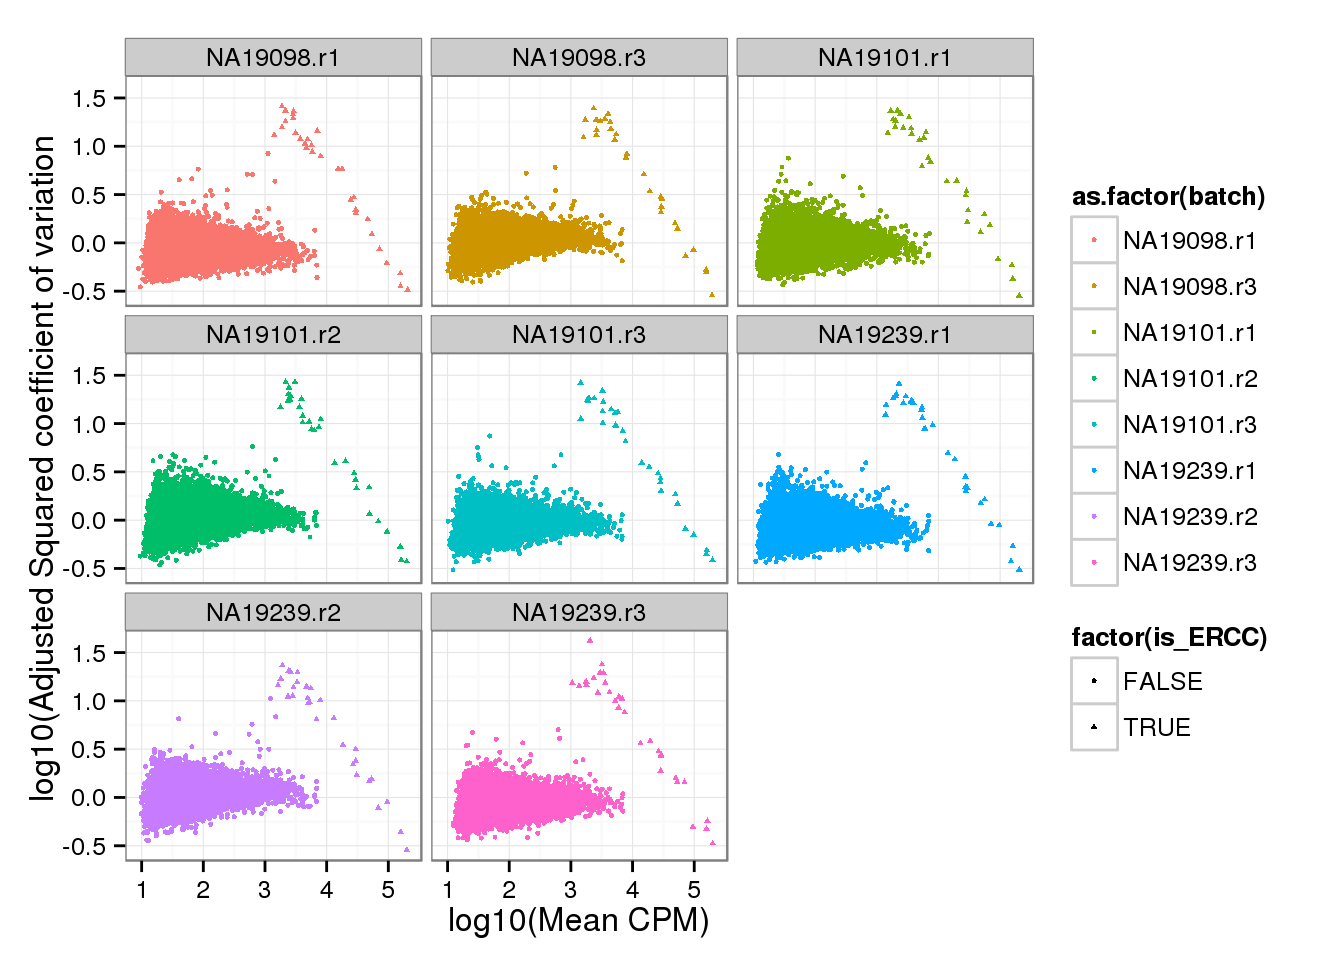 NA19098.r1
NA19098.r3
NA19101.r1
1.5
1.0
0.5
0.0
-0.5
NA19101.r2
NA19101.r3
NA19239.r1
1.5
1.0
0.5
0.0
-0.5
NA19239.r2
NA19239.r3
1.5
1.0
0.5
0.0
-0.5
1 2 3 4 5
1 2 3 4 5
log10(Mean CPM)
log10(Adjusted Squared coefficient of variation
as.factor(batch)
NA19098.r1
NA19098.r3
NA19101.r1
NA19101.r2
NA19101.r3
NA19239.r1
NA19239.r2
NA19239.r3
factor(is_ERCC)
FALSE
TRUE